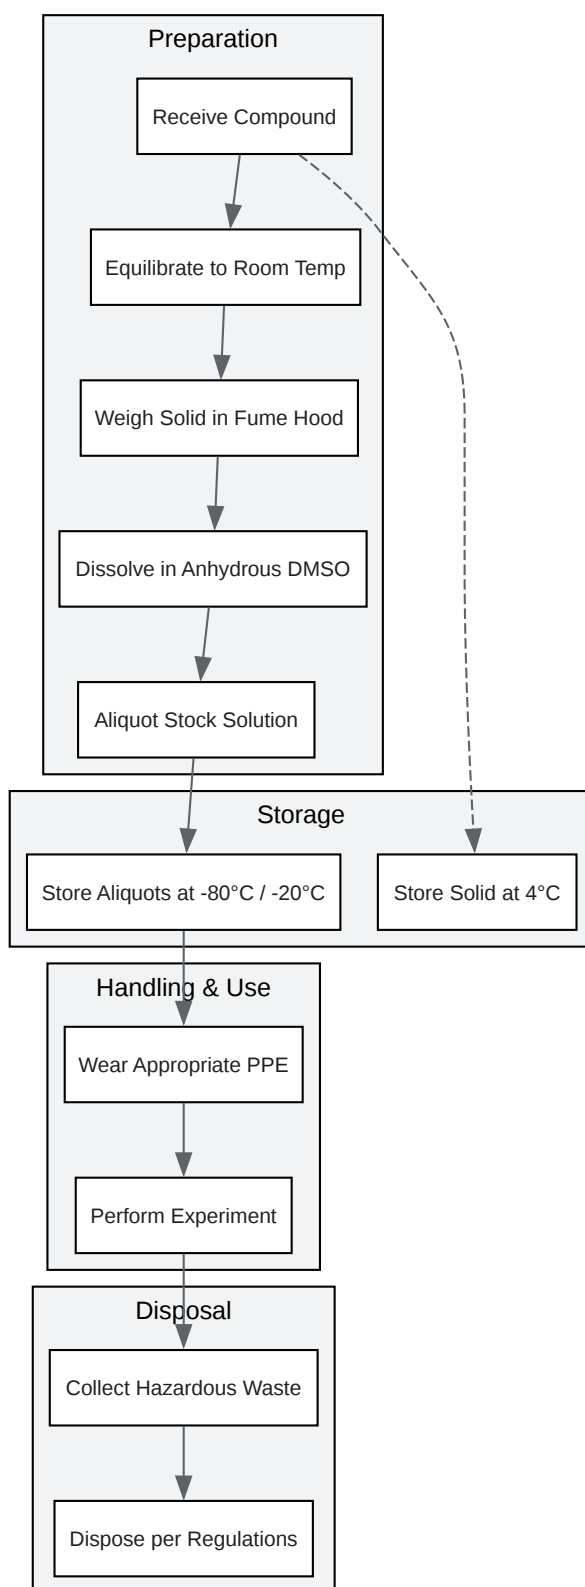 Preparation
Receive Compound
Equilibrate to Room Temp
Weigh Solid in Fume Hood
Dissolve in Anhydrous DMSO
Aliquot Stock Solution
Storage
Store Aliquots at -80°C / -20°C
Store Solid at 4°C
Handling & Use
Wear Appropriate PPE
Perform Experiment
Disposal
Collect Hazardous Waste
Dispose per Regulations